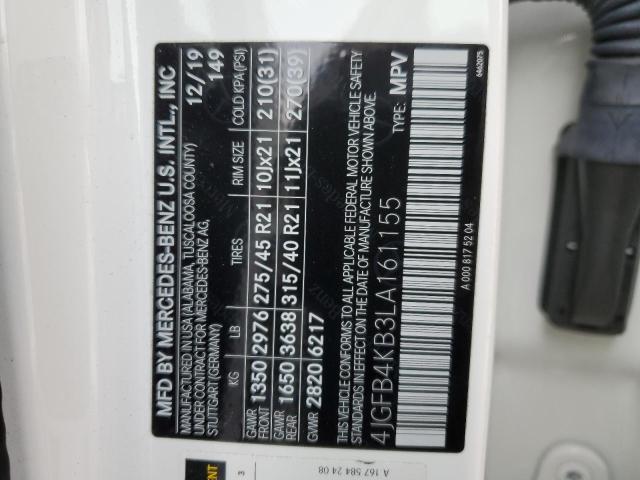 MFD BY MERCEDES-BENZ U.S. INTL., INC
MANUFACTURED IN USA (ALABAMA, TUSCALOOSA COUNTY) 12/19
UNDER CONTRACT FOR MERCEDES-BENZ AG, 149
STUTTGART (GERMANY)
KG LB TIRES RIM SIZE COLD KPA (PSI)
GAWR FRONT 1350 2976 275/45 R21 10Jx21 210(31)
GAWR REAR 1650 3638 315/40 R21 11Jx21 270(39)
GVWR 2820 6217
THIS VEHICLE CONFORMS TO ALL APPLICABLE FEDERAL MOTOR VEHICLE SAFETY
STANDARDS IN EFFECT ON THE DATE OF MANUFACTURE SHOWN ABOVE.
4JGFB4KB3LA161155 TYPE: MPV
A 000 817 52 04
6462075
3
A 167 584 24 08